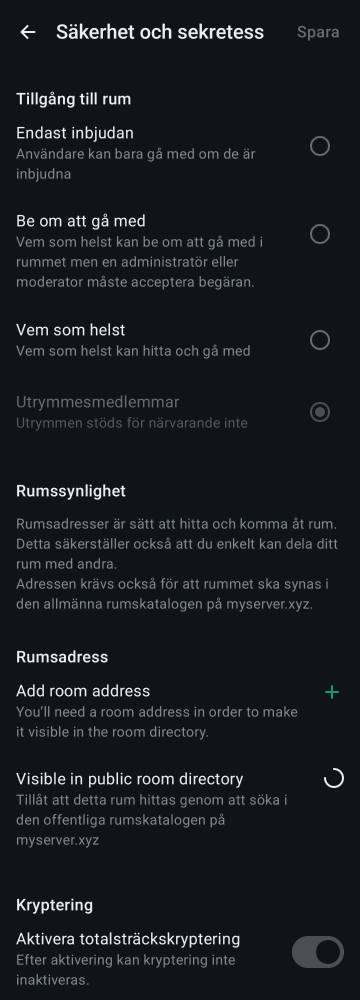 Säkerhet och sekretess
Spara
Tillgång till rum
Endast inbjudan
Användare kan bara gå med om de är
inbjudna
Be om att gå med
Vem som helst kan be om att gå med i
rummet men en administratör eller
moderator måste acceptera begäran.
Vem som helst
Vem som helst kan hitta och gå med
Utrymmesmedlemmar
Utrymmen stöds för närvarande inte
Rumssynlighet
Rumsadresser är sätt att hitta och komma åt rum.
Detta säkerställer också att du enkelt kan dela ditt
rum med andra.
Adressen krävs också för att rummet ska synas i
den allmänna rumskatalogen på myserver.xyz.
Rumsadress
Add room address
You’ll need a room address in order to make
it visible in the room directory.
Visible in public room directory
Tillåt att detta rum hittas genom att söka i
den offentliga rumskatalogen på
myserver.xyz
Kryptering
Aktivera totalsträckskryptering
Efter aktivering kan kryptering inte
inaktiveras.